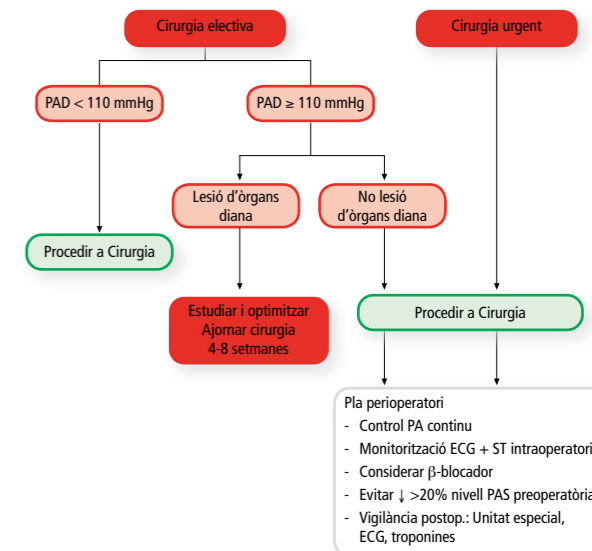 Cirurgia electiva
Cirurgia urgent
PAD < 110 mmHg
PAD ≥ 110 mmHg
Lesió d'òrgans
diana
No lesió
d'òrgans diana
Procedir a Cirurgia
Estudiar i optimitzar
Ajornar cirurgia
4-8 setmanes
Procedir a Cirurgia
Pla perioperatori
- Control PA continu
- Monitorització ECG + ST intraoperatori
- Considerar β-blocador
- Evitar ↓ >20% nivell PAS preoperatòria
- Vigilància postop.: Unitat especial,
ECG, troponines